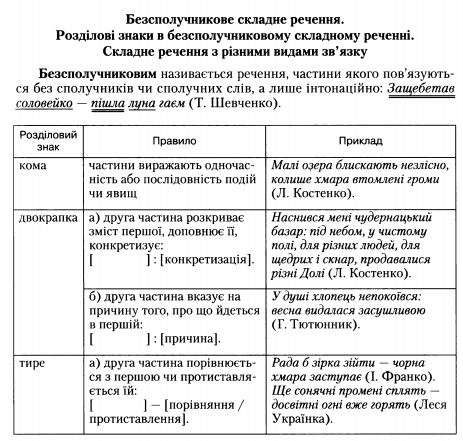 Безсполучникове складне речення.
Розділові знаки в безсполучниковому складному реченні.
Складне речення з різними видами зв'язку
Безсполучниковим називається речення, частини якого пов'язують-
ся без сполучників чи сполучних слів, а лише інтонаційно: Защебетав
соловейко — пішла луна гаєм (Т. Шевченко).
Розділовий
знак
Правило
Приклад
кома
частини виражають одночас-
ність або послідовність подій
чи явищ
Малі озера блискають незлісно,
колише хмара втомлені громи
(Л. Костенко).
двокрапка
а) друга частина розкриває
зміст першої, доповнює її,
конкретизує:
[ ] : [конкретизація].
Наснився мені чудернацький
базар: під небом, у чистому
полі, для різних людей, для
щедрих і скнар, продавалися
різні Долі (Л. Костенко).
б) друга частина вказує на
причину того, про що йдеться
в першій:
[ ] : [причина].
У душі хлопець непокоївся:
весна видалася засушливою
(Г. Тютюнник).
тире
а) друга частина порівнюєть-
ся з першою чи протиставля-
ється їй:
[ ] — [порівняння /
протиставлення].
Рада б зірка зійти — чорна
хмара заступає (І. Франко).
Ще сонячні промені сплять —
досвітні огні вже горять (Леся
Українка).